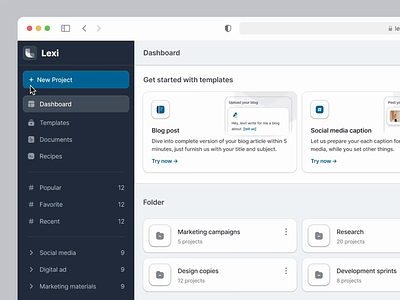 le
Lexi
Dashboard
+ New Project
Get started with templates
Dashboard
Templates
Documents
Recipes
# Popular 12
# Favorite 12
# Recent 12
Social media 9
Digital ad 9
Marketing materials 9
Upload your blog
Hey, lexi write for me a blog
about [tell us]
Blog post
Dive into complete version of your blog article within 5
minutes, just furnish us with your title and subject.
Try now →
Post you
Social media caption
Let us prepare your each caption for
media, while you set other things.
Try now →
Folder
Marketing campaigns
5 projects
Research
20 projects
Design copies
12 projects
Development sprints
8 projects